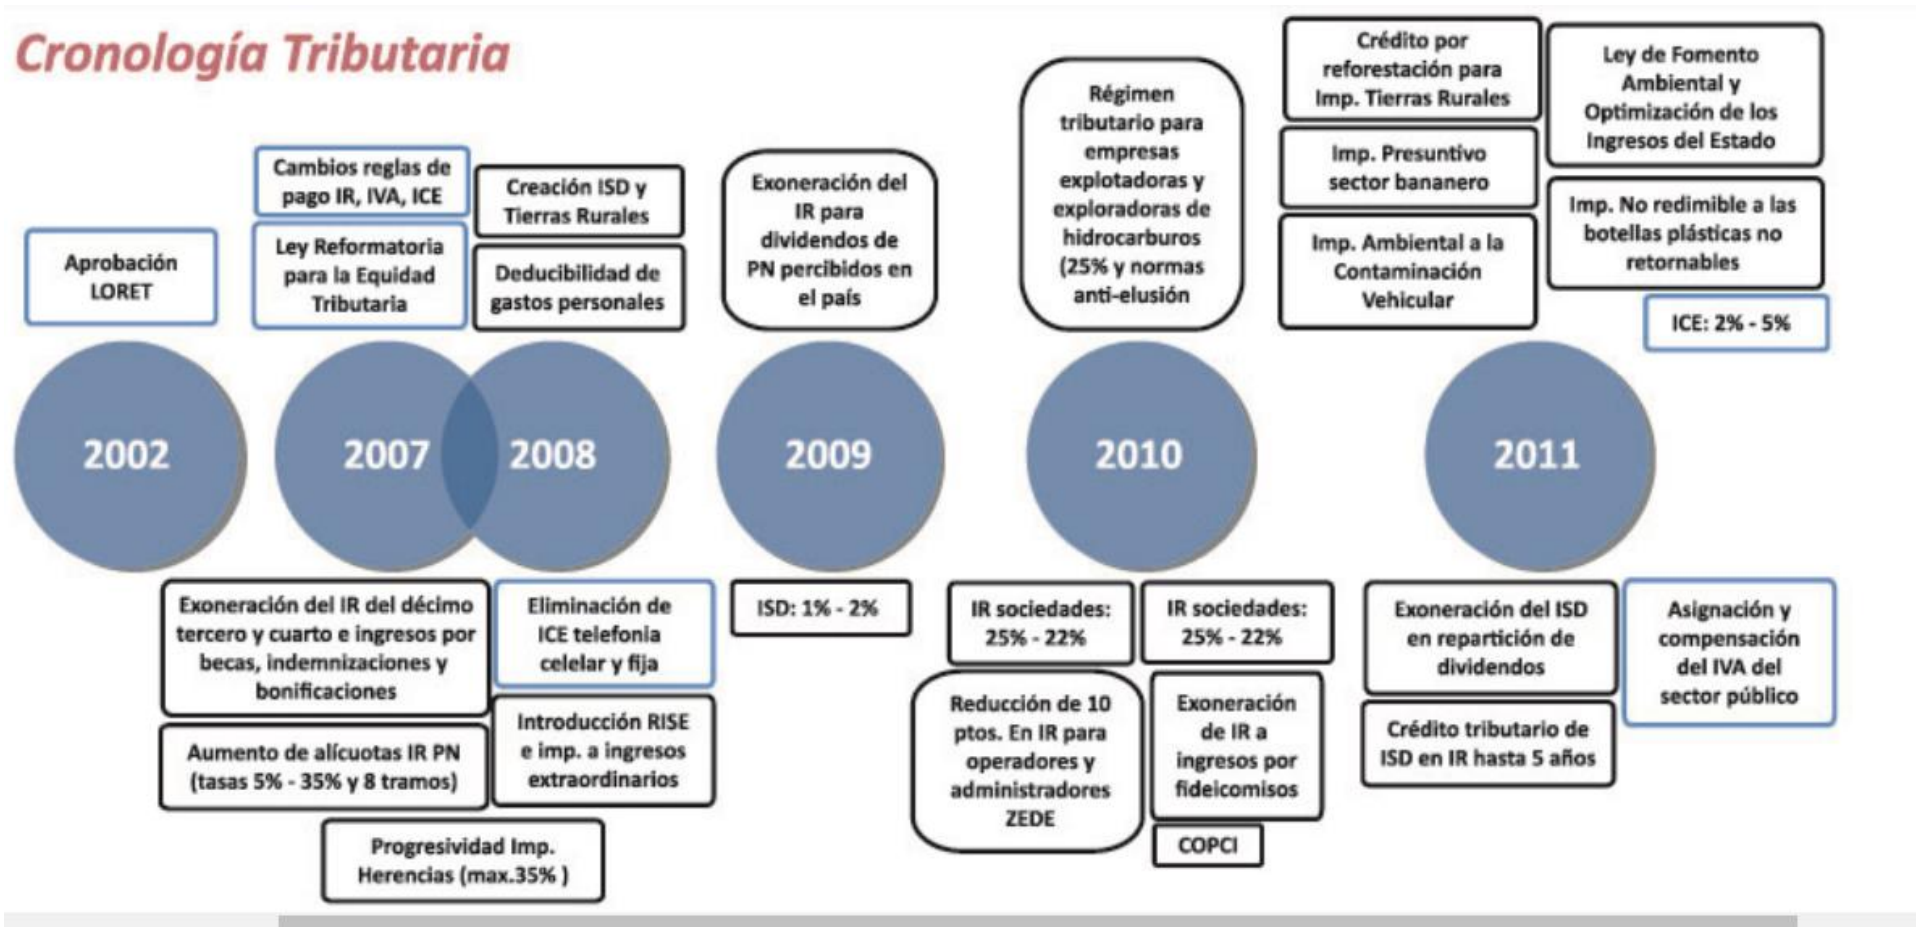 Cronología Tributaria
Aprobación
LORET
Cambios reglas de
pago IR, IVA, ICE
Ley Reformatoria
para la Equidad
Tributaria
Creación ISD y
Tierras Rurales
Deducibilidad de
gastos personales
Exoneración del
IR para
dividendos de
PN percibidos en
el país
Régimen
tributario para
empresas
explotadoras y
exploradoras de
hidrocarburos
(25% y normas
anti-elusión
Crédito por
reforestación para
Imp. Tierras Rurales
Imp. Presuntivo
sector bananero
Imp. Ambiental a la
Contaminación
Vehicular
Ley de Fomento
Ambiental y
Optimización de los
Ingresos del Estado
Imp. No redimible a las
botellas plásticas no
retornables
ICE: 2% - 5%
2002
2007
2008
2009
2010
2011
Exoneración del IR del décimo
tercero y cuarto e ingresos por
becas, indemnizaciones y
bonificaciones
Aumento de alícuotas IR PN
(tasas 5% - 35% y 8 tramos)
Progresividad Imp.
Herencias (max.35% )
Eliminación de
ICE telefonia
celelar y fija
Introducción RISE
e imp. a ingresos
extraordinarios
ISD: 1% - 2%
IR sociedades:
25% - 22%
Reducción de 10
ptos. En IR para
operadores y
administradores
ZEDE
IR sociedades:
25% - 22%
Exoneración
de IR a
ingresos por
fideicomisos
COPCI
Exoneración del ISD
en repartición de
dividendos
Crédito tributario de
ISD en IR hasta 5 años
Asignación y
compensación
del IVA del
sector público